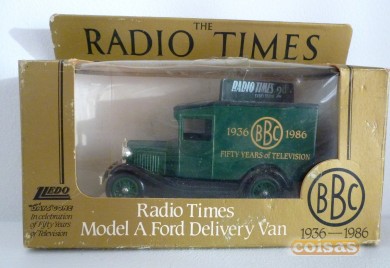 THE
RADIO TIMES
RADIO TIMES
1936 BBC 1986
FIFTY YEARS of TELEVISION
LLEDO
In celebration
of Fifty Years
of Television
Radio Times
Model A Ford Delivery Van
BBC
1936—1986
coisas